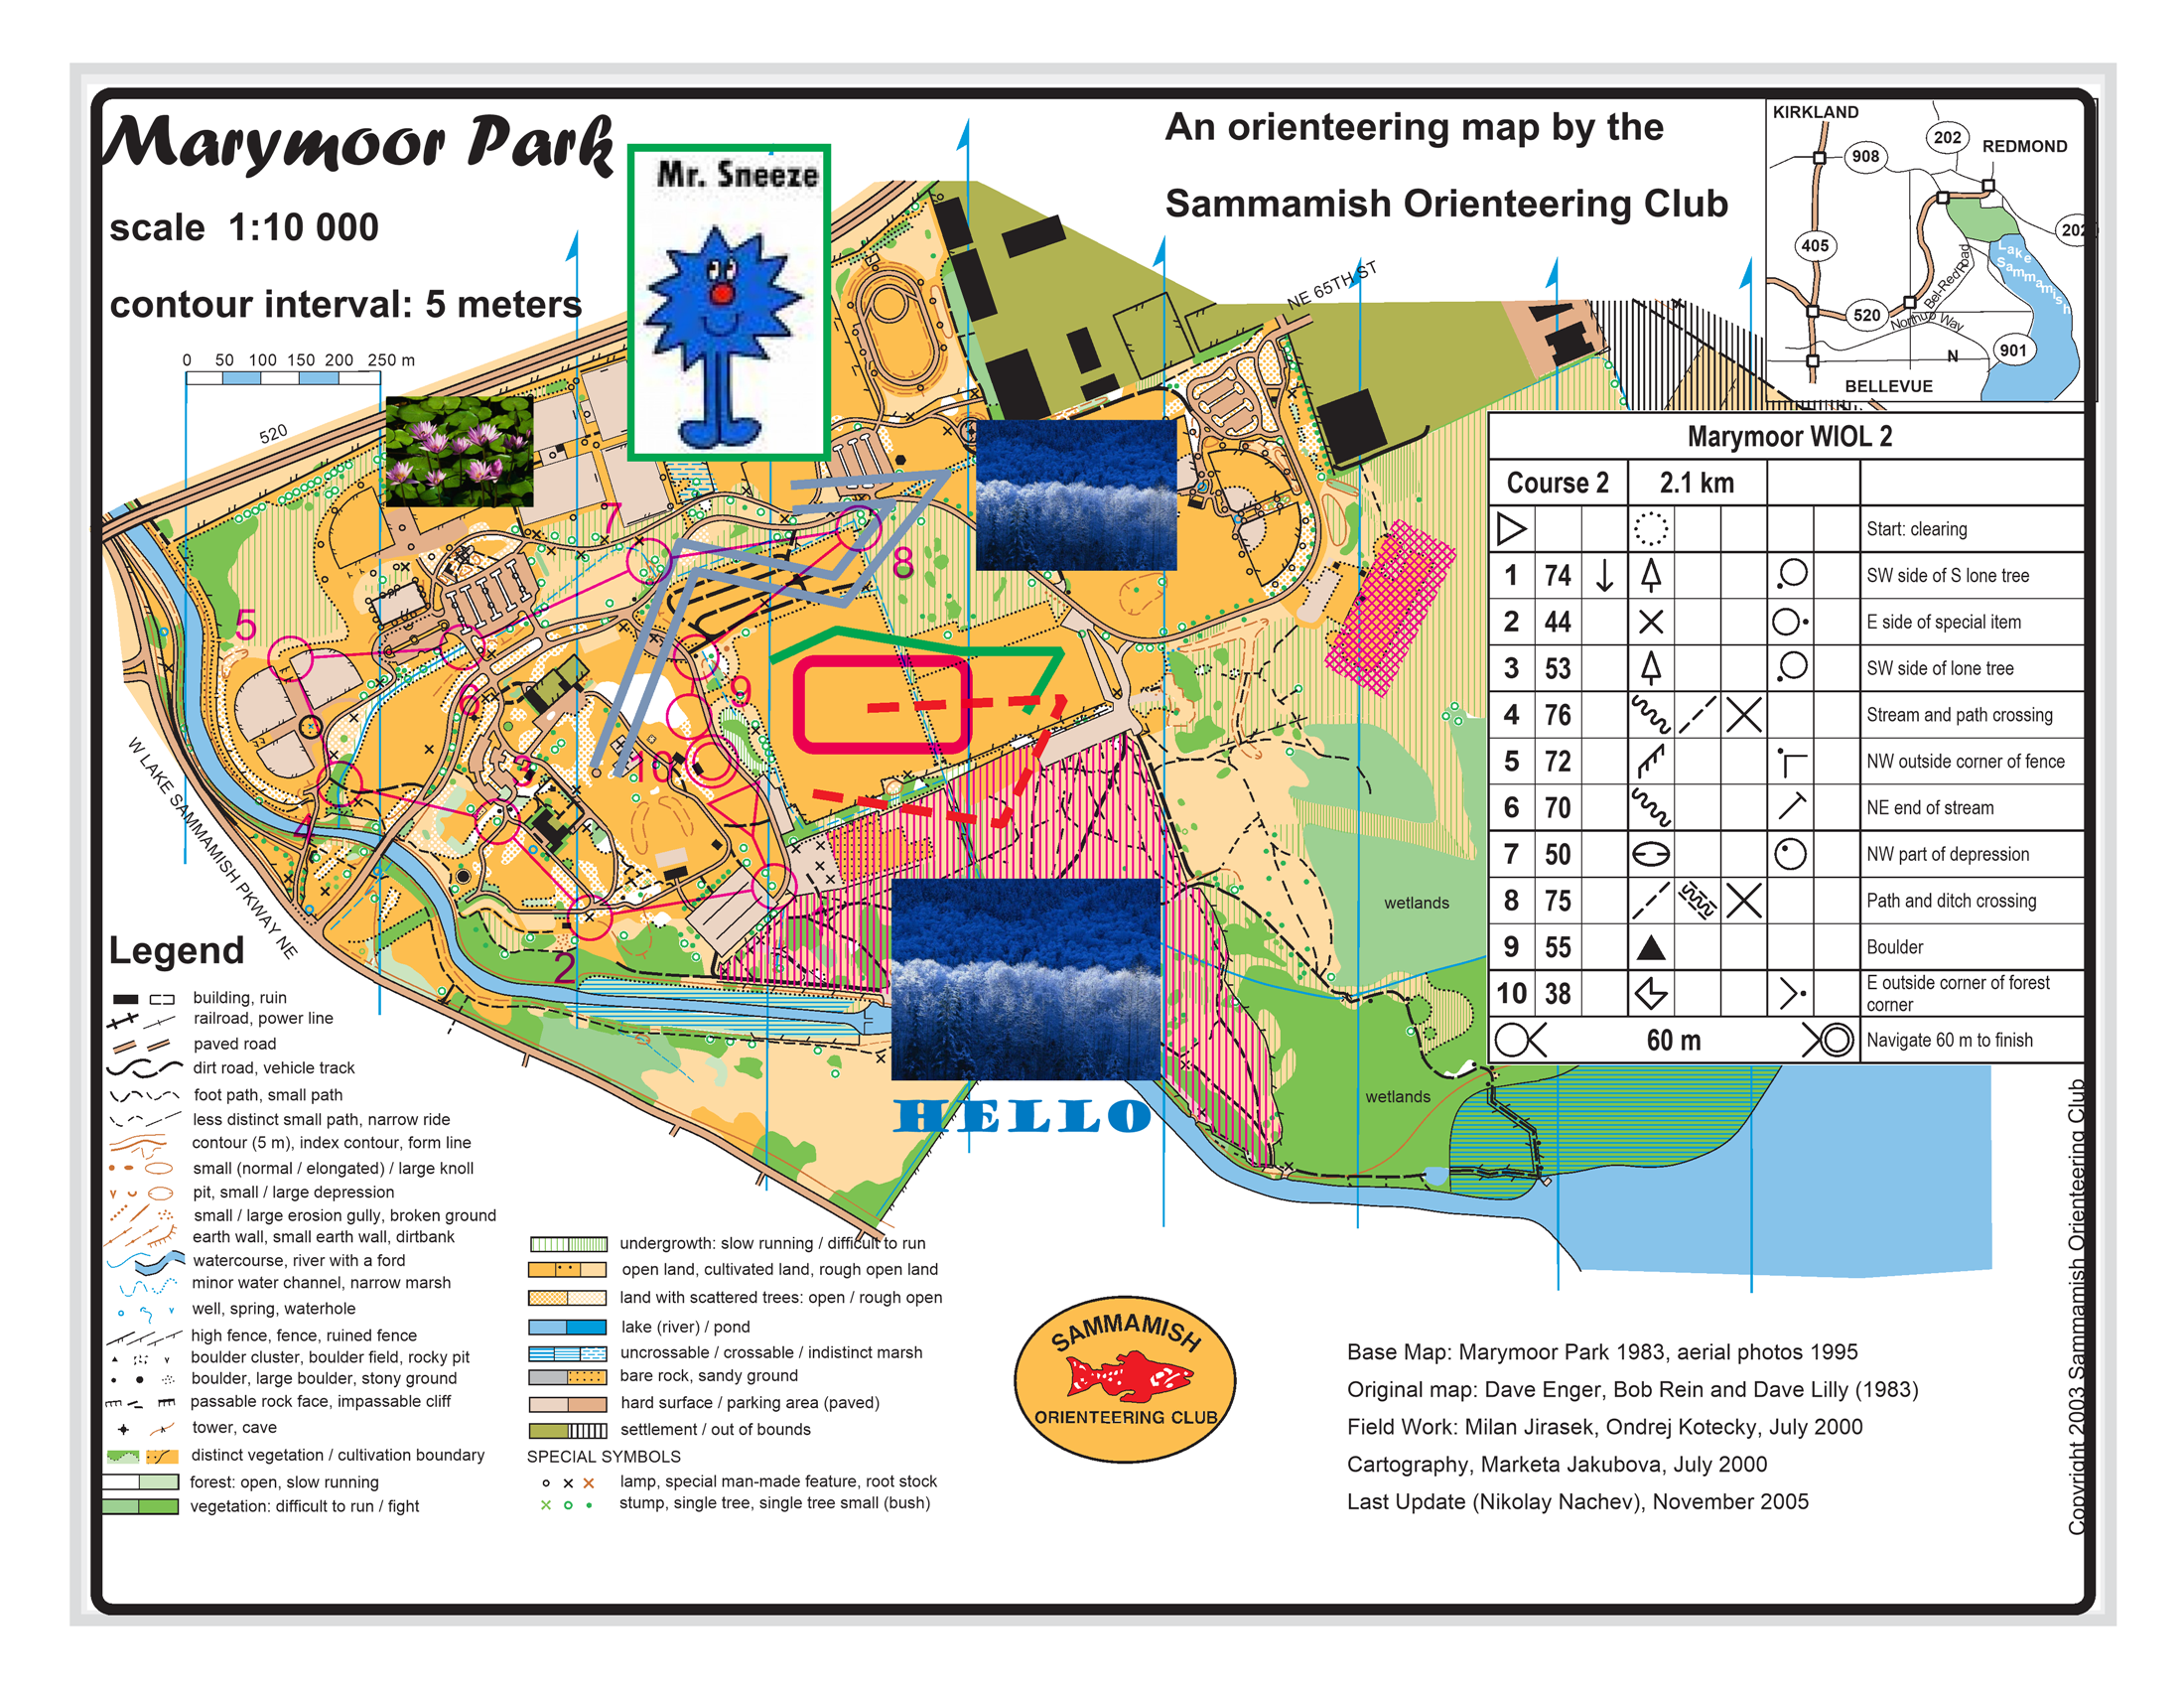 Marymoor Park
scale 1:10 000
contour interval: 5 meters
0 50 100 150 200 250 m
Mr. Sneeze
An orienteering map by the
Sammamish Orienteering Club
KIRKLAND
202
REDMOND
908
202
405
Lake Sammamish
Bel-Red Road
520
Northup Way
N
901
BELLEVUE
NE 65TH ST
520
W LAKE SAMMAMISH PKWAY NE
7
8
5
6
9
3
10
4
1
2
wetlands
wetlands
HELLO
Marymoor WIOL 2
Course 2 2.1 km
Start: clearing
1 74 SW side of S lone tree
2 44 E side of special item
3 53 SW side of lone tree
4 76 Stream and path crossing
5 72 NW outside corner of fence
6 70 NE end of stream
7 50 NW part of depression
8 75 Path and ditch crossing
9 55 Boulder
10 38 E outside corner of forest
corner
60 m Navigate 60 m to finish
Legend
building, ruin
railroad, power line
paved road
dirt road, vehicle track
foot path, small path
less distinct small path, narrow ride
contour (5 m), index contour, form line
small (normal / elongated) / large knoll
pit, small / large depression
small / large erosion gully, broken ground
earth wall, small earth wall, dirtbank
watercourse, river with a ford
minor water channel, narrow marsh
well, spring, waterhole
high fence, fence, ruined fence
boulder cluster, boulder field, rocky pit
boulder, large boulder, stony ground
passable rock face, impassable cliff
tower, cave
distinct vegetation / cultivation boundary
forest: open, slow running
vegetation: difficult to run / fight
undergrowth: slow running / difficult to run
open land, cultivated land, rough open land
land with scattered trees: open / rough open
lake (river) / pond
uncrossable / crossable / indistinct marsh
bare rock, sandy ground
hard surface / parking area (paved)
settlement / out of bounds
SPECIAL SYMBOLS
lamp, special man-made feature, root stock
stump, single tree, single tree small (bush)
SAMMAMISH
ORIENTEERING CLUB
Base Map: Marymoor Park 1983, aerial photos 1995
Original map: Dave Enger, Bob Rein and Dave Lilly (1983)
Field Work: Milan Jirasek, Ondrej Kotecky, July 2000
Cartography, Marketa Jakubova, July 2000
Last Update (Nikolay Nachev), November 2005
Copyright 2003 Sammamish Orienteering Club